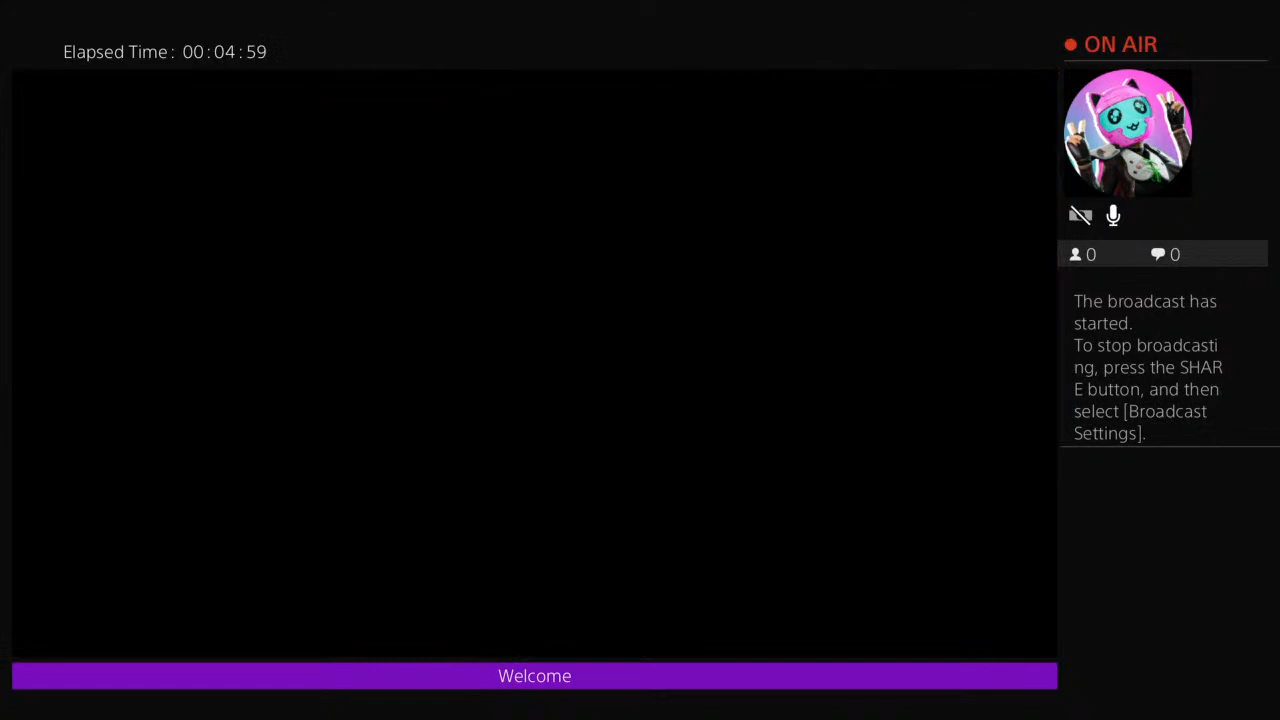 Elapsed Time: 00:04:59
ON AIR
0 0
The broadcast has
started.
To stop broadcasti
ng, press the SHAR
E button, and then
select [Broadcast
Settings].
Welcome